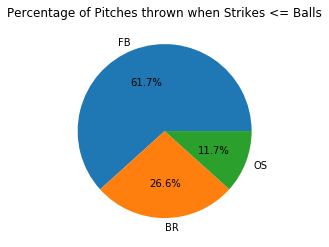 Percentage of Pitches thrown when Strikes <= Balls
FB
61.7%
11.7%
OS
26.6%
BR